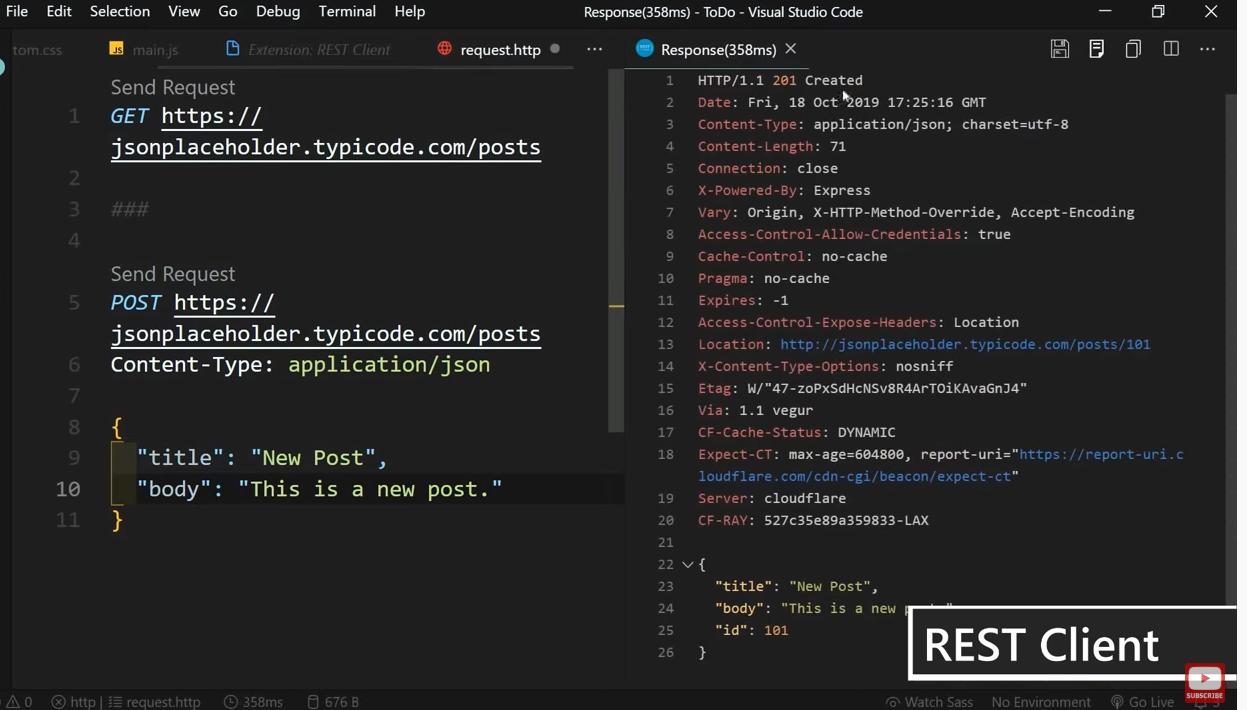 File Edit Selection View Go Debug Terminal Help
Response(358ms) - ToDo - Visual Studio Code
tom.css
JS main.js
Extension: REST Client
request.http
Response(358ms)
Send Request
1 GET https://
jsonplaceholder.typicode.com/posts
2
3 ###
4
Send Request
5 POST https://
jsonplaceholder.typicode.com/posts
6 Content-Type: application/json
7
8 {
9 "title": "New Post",
10 "body": "This is a new post."
11 }
1 HTTP/1.1 201 Created
2 Date: Fri, 18 Oct 2019 17:25:16 GMT
3 Content-Type: application/json; charset=utf-8
4 Content-Length: 71
5 Connection: close
6 X-Powered-By: Express
7 Vary: Origin, X-HTTP-Method-Override, Accept-Encoding
8 Access-Control-Allow-Credentials: true
9 Cache-Control: no-cache
10 Pragma: no-cache
11 Expires: -1
12 Access-Control-Expose-Headers: Location
13 Location: http://jsonplaceholder.typicode.com/posts/101
14 X-Content-Type-Options: nosniff
15 Etag: W/"47-zoPxSdHcNSv8R4ArTOiKAvaGnJ4"
16 Via: 1.1 vegur
17 CF-Cache-Status: DYNAMIC
18 Expect-CT: max-age=604800, report-uri="https://report-uri.c
loudflare.com/cdn-cgi/beacon/expect-ct"
19 Server: cloudflare
20 CF-RAY: 527c35e89a359833-LAX
21
22 {
23 "title": "New Post",
24 "body": "This is a new
25 "id": 101
26 }
REST Client
SUBSCRIBE
0 http request.http 358ms 676 B
Watch Sass No Environment Go Live